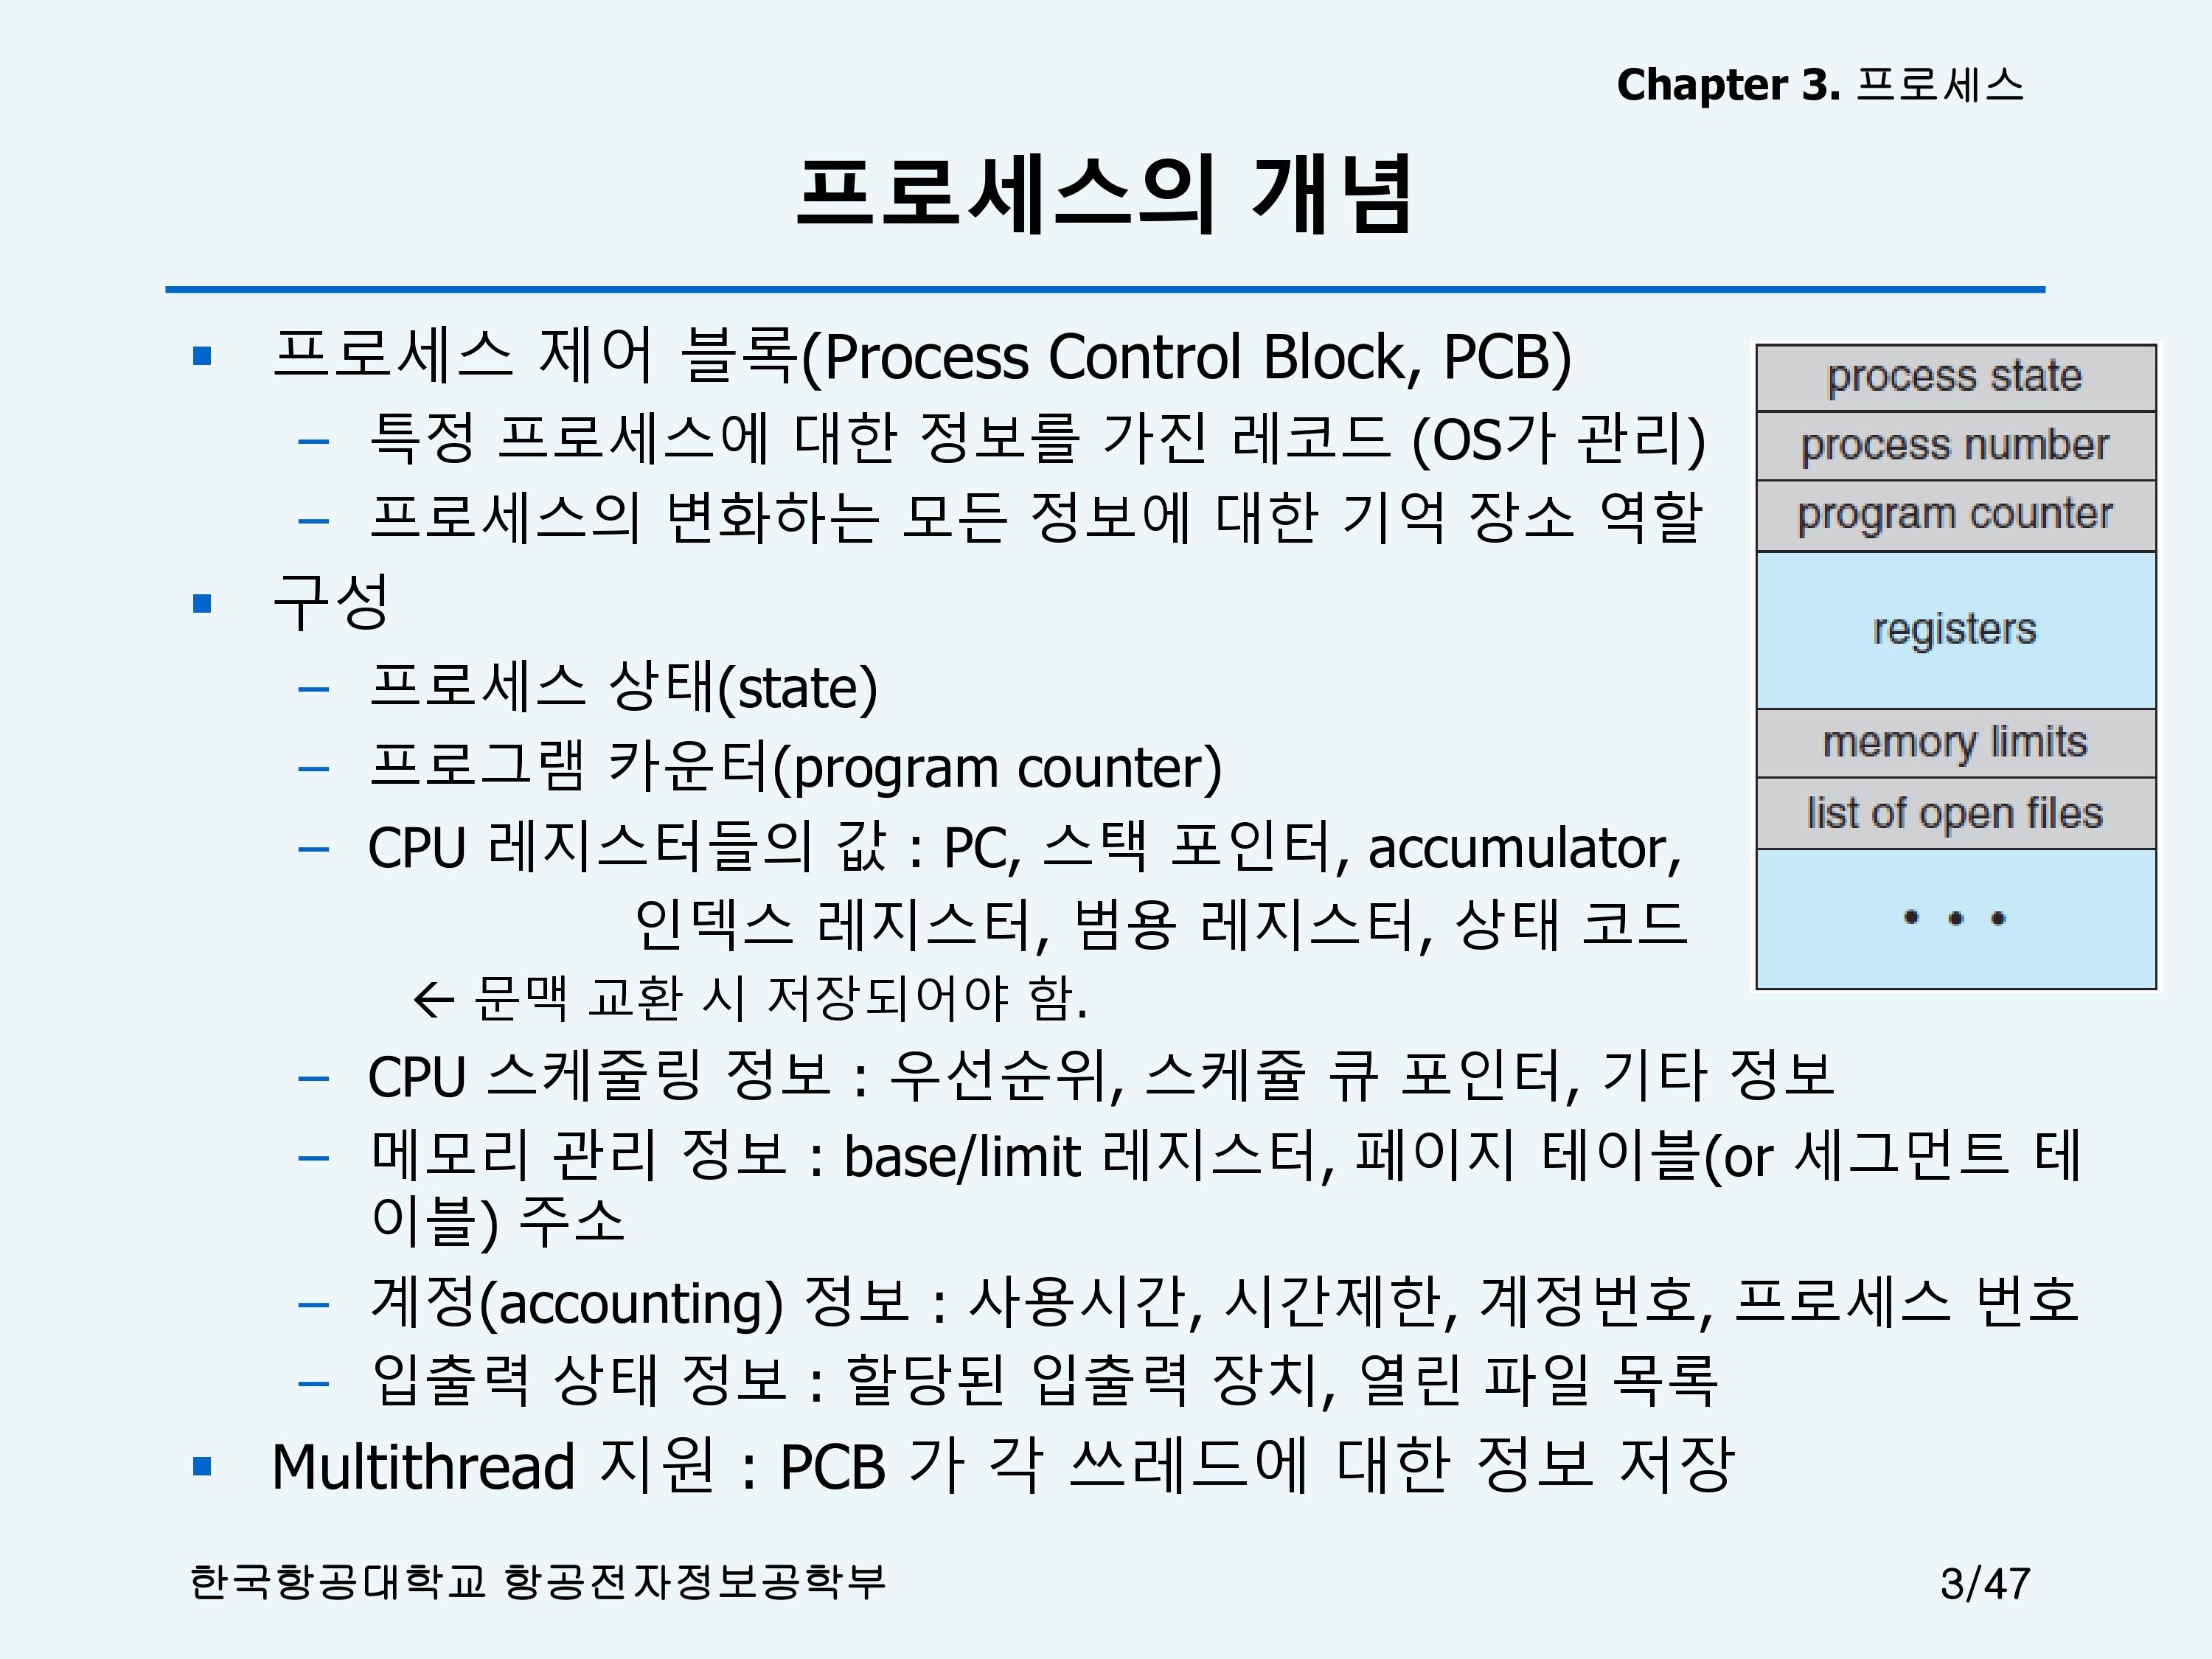 Chapter 3. 프로세스
프로세스의 개념
▪ 프로세스 제어 블록(Process Control Block, PCB)
– 특정 프로세스에 대한 정보를 가진 레코드 (OS가 관리)
– 프로세스의 변화하는 모든 정보에 대한 기억 장소 역할
▪ 구성
– 프로세스 상태(state)
– 프로그램 카운터(program counter)
– CPU 레지스터들의 값 : PC, 스택 포인터, accumulator,
인덱스 레지스터, 범용 레지스터, 상태 코드
← 문맥 교환 시 저장되어야 함.
– CPU 스케줄링 정보 : 우선순위, 스케쥴 큐 포인터, 기타 정보
– 메모리 관리 정보 : base/limit 레지스터, 페이지 테이블(or 세그먼트 테
이블) 주소
– 계정(accounting) 정보 : 사용시간, 시간제한, 계정번호, 프로세스 번호
– 입출력 상태 정보 : 할당된 입출력 장치, 열린 파일 목록
▪ Multithread 지원 : PCB 가 각 쓰레드에 대한 정보 저장
process state
process number
program counter
registers
memory limits
list of open files
• • •
한국항공대학교 항공전자정보공학부
3/47